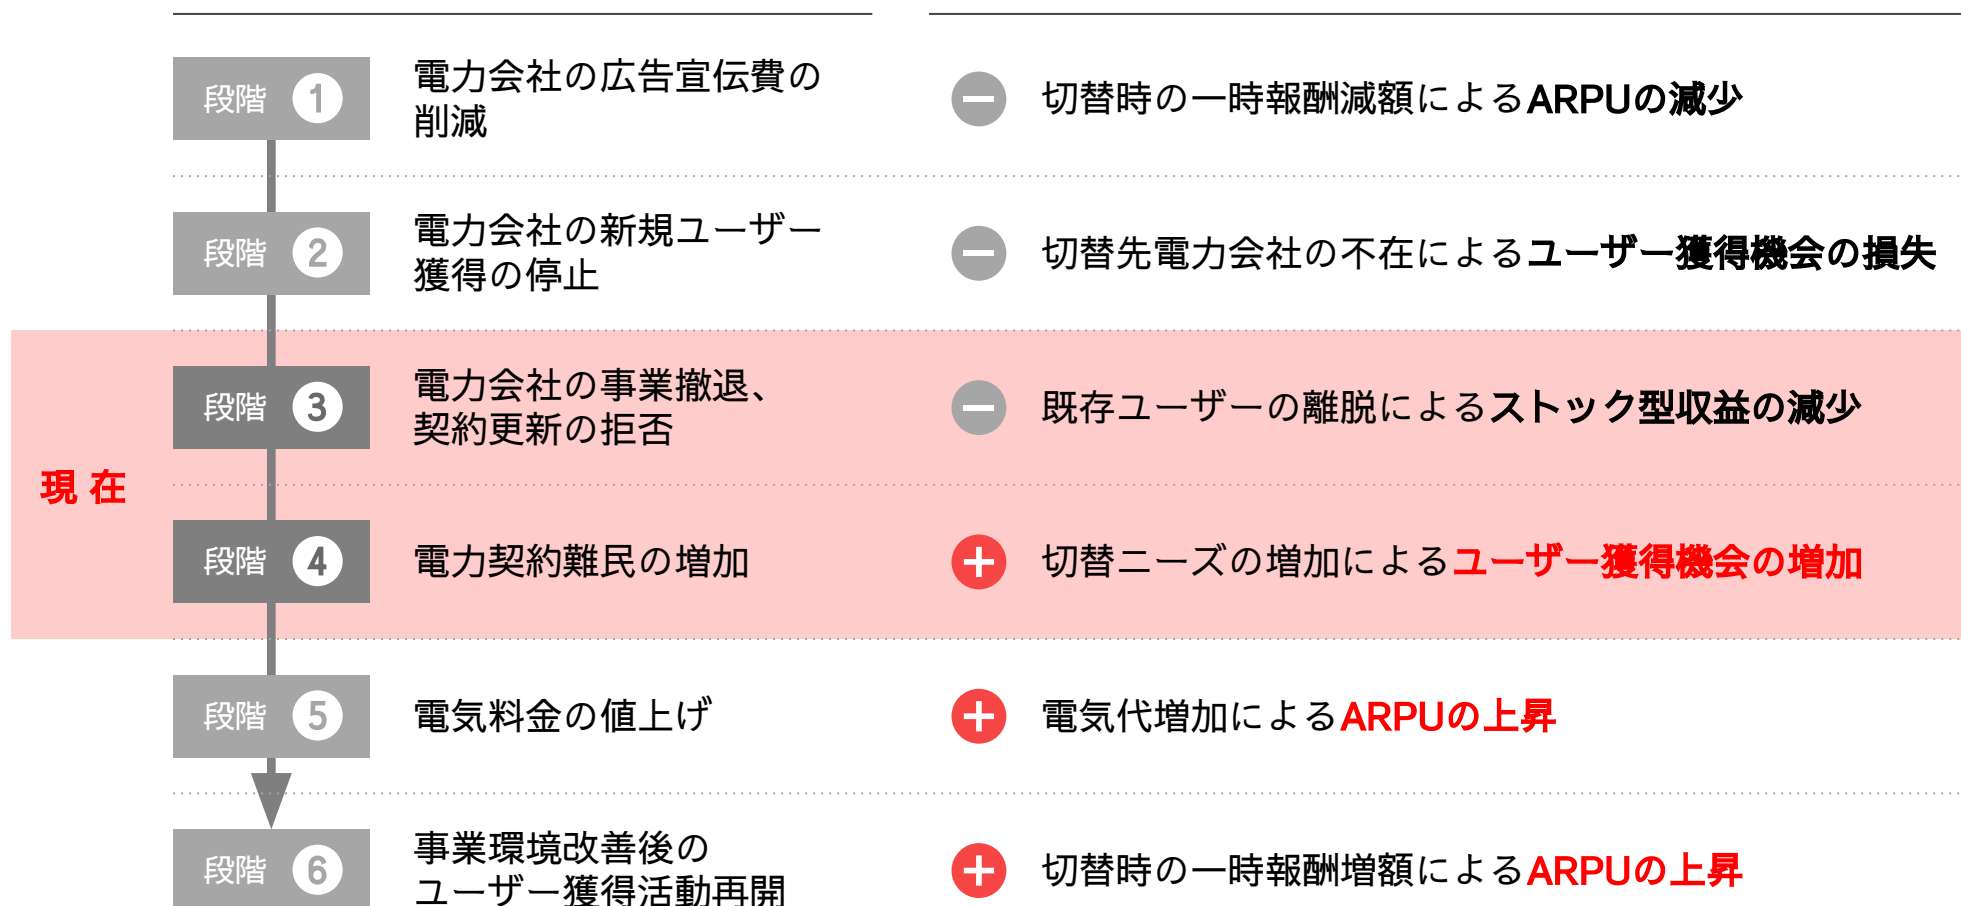 段階 1
電力会社の広告宣伝費の
削減
切替時の一時報酬減額によるARPUの減少
段階 2
電力会社の新規ユーザー
獲得の停止
切替先電力会社の不在によるユーザー獲得機会の損失
現在
段階 3
電力会社の事業撤退、
契約更新の拒否
既存ユーザーの離脱によるストック型収益の減少
段階 4
電力契約難民の増加
切替ニーズの増加によるユーザー獲得機会の増加
段階 5
電気料金の値上げ
電気代増加によるARPUの上昇
段階 6
事業環境改善後の
ユーザー獲得活動再開
切替時の一時報酬増額によるARPUの上昇